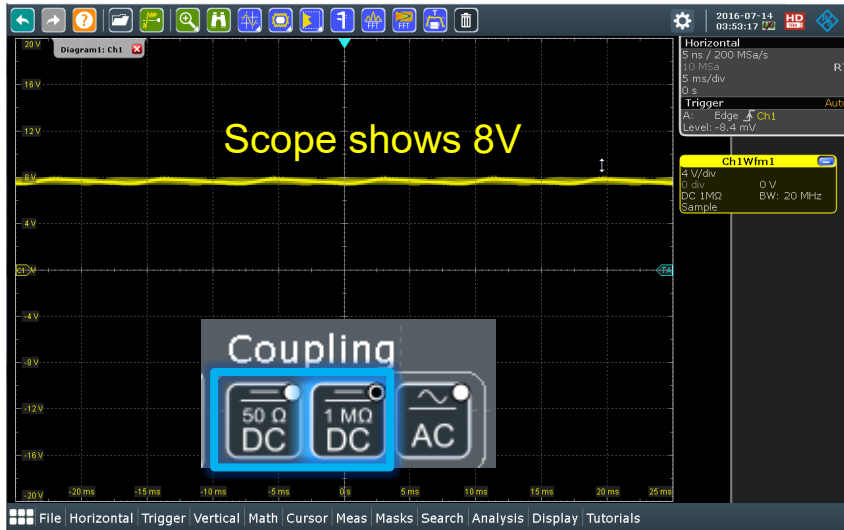 2016-07-14
03:53:17
HD
Diagram1: Ch1
20 V
16 V
12 V
8 V
4 V
-4 V
-8 V
-12 V
-16 V
-20 V
Scope shows 8V
-20 ms
-15 ms
-10 ms
-5 ms
0 s
5 ms
10 ms
15 ms
20 ms
25 ms
TA
Coupling
50 Ω
DC
1 MΩ
DC
AC
Horizontal
5 ns / 200 MSa/s
10 MSa
5 ms/div
0 s
Trigger
Auto
A: Edge Ch1
Level: -8.4 mV
Ch1Wfm1
4 V/div
0 div 0 V
DC 1MΩ BW: 20 MHz
Sample
File Horizontal Trigger Vertical Math Cursor Meas Masks Search Analysis Display Tutorials